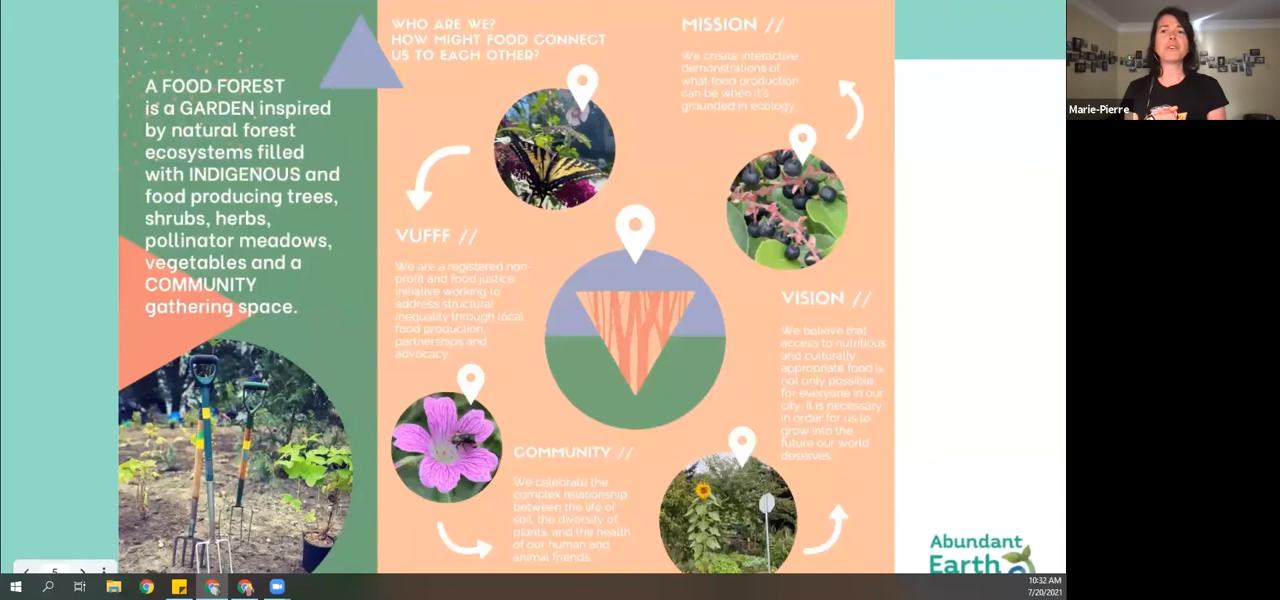 A FOOD FOREST
is a GARDEN inspired
by natural forest
ecosystems filled
with INDIGENOUS and
food producing trees,
shrubs, herbs,
pollinator meadows,
vegetables and a
COMMUNITY
gathering space.
WHO ARE WE?
HOW MIGHT FOOD CONNECT
US TO EACH OTHER?
VUFFF //
We are a registered non-
profit and food justice
initiative working to
address structural
inequality through local
food production,
partnerships and
advocacy.
COMMUNITY //
We celebrate the
complex relationship
between the life of
soil, the diversity of
plants, and the health
of our human and
animal friends.
MISSION //
We create interactive
demonstrations of
what food production
can be when it's
grounded in ecology.
VISION //
We believe that
access to nutritious
and culturally
appropriate food is
not only possible
for everyone in our
city, it is necessary
in order for us to
grow into the
future our world
deserves.
Abundant
Earth
Marie-Pierre
5
10:32 AM
7/20/2021